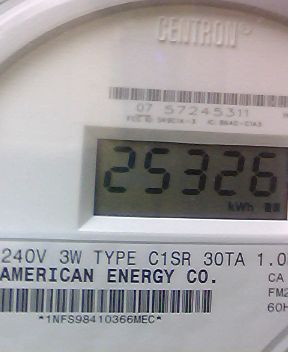 CENTRON®
07 57245311
25326
kWh
240V 3W TYPE C1SR 30TA 1.0
AMERICAN ENERGY CO.
CA
FM2
60H
*1NFS98410366MEC*